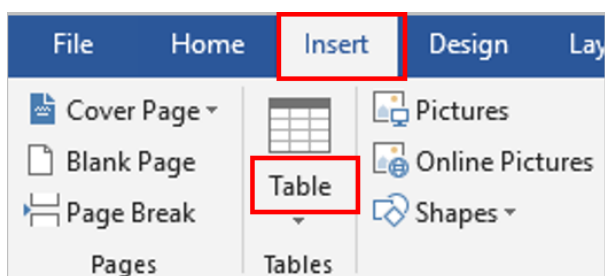 File Home Insert Design Lay
Cover Page
Blank Page
Page Break
Pages
Table
Tables
Pictures
Online Pictures
Shapes